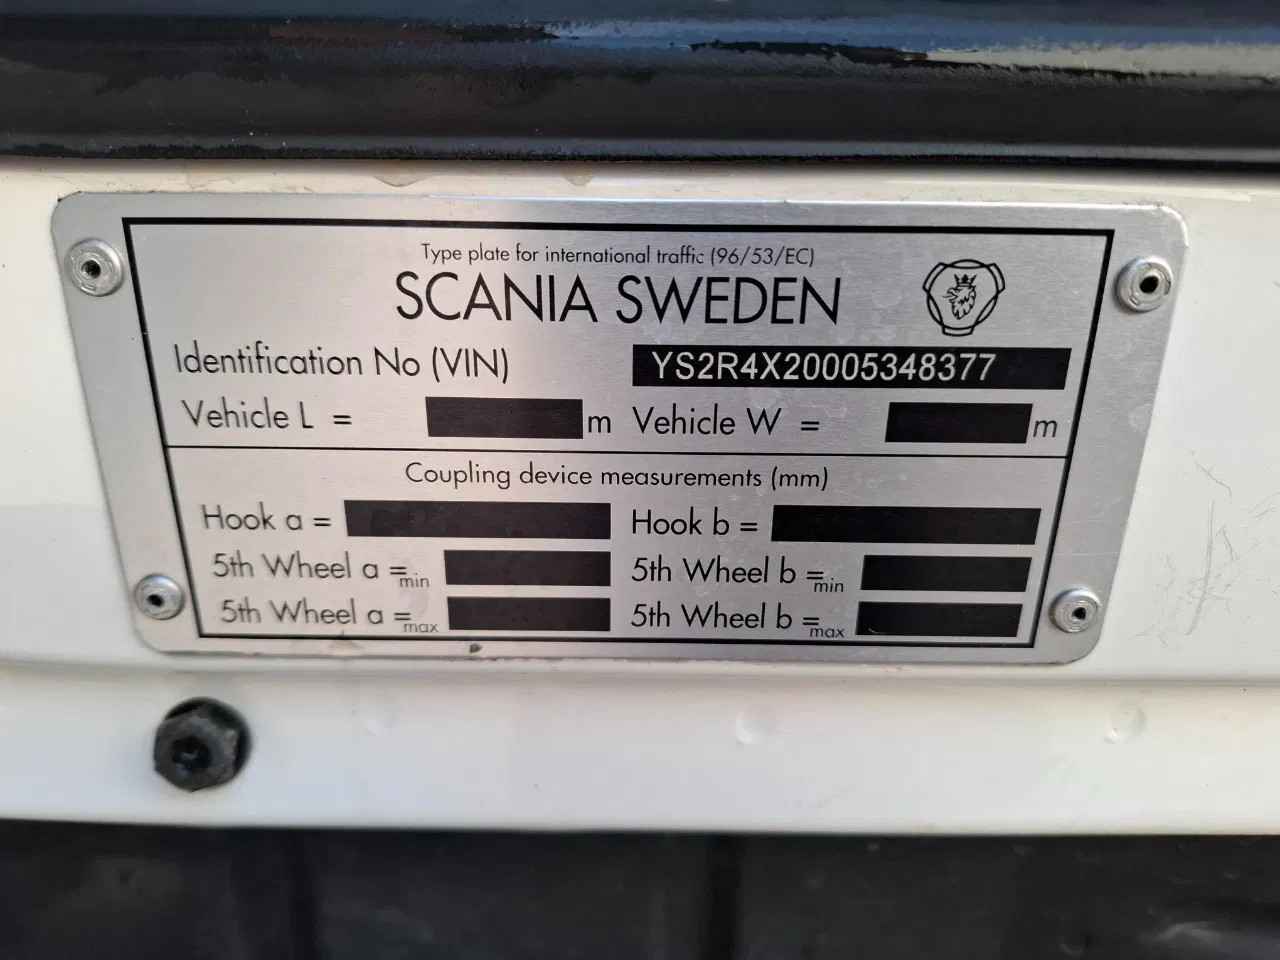 Type plate for international traffic (96/53/EC)
SCANIA SWEDEN
Identification No (VIN) YS2R4X20005348377
Vehicle L = m Vehicle W = m
Coupling device measurements (mm)
Hook a = Hook b =
5th Wheel a =min 5th Wheel b =min
5th Wheel a =max 5th Wheel b =max